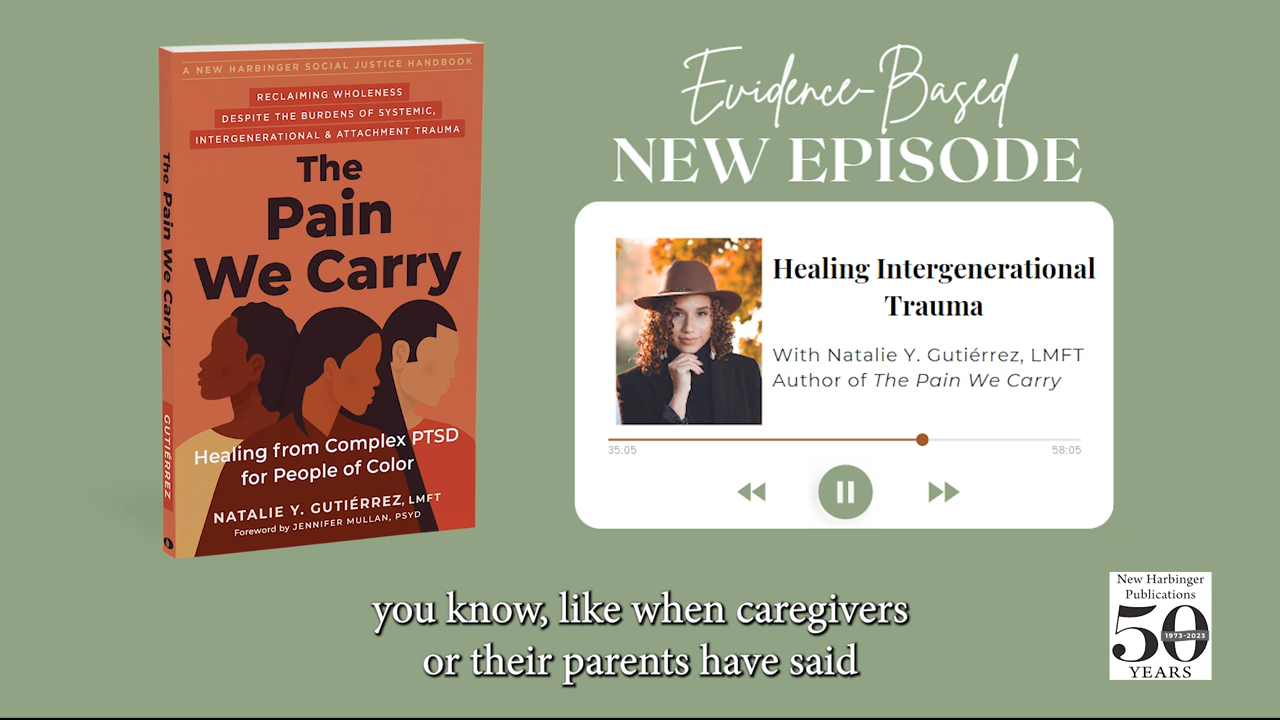 A NEW HARBINGER SOCIAL JUSTICE HANDBOOK
RECLAIMING WHOLENESS
DESPITE THE BURDENS OF SYSTEMIC,
INTERGENERATIONAL & ATTACHMENT TRAUMA
The
Pain
We Carry
Healing from Complex PTSD
for People of Color
NATALIE Y. GUTIÉRREZ, LMFT
Foreword by JENNIFER MULLAN, PSYD
The Pain We Carry
GUTIÉRREZ
Evidence-Based
NEW EPISODE
Healing Intergenerational
Trauma
With Natalie Y. Gutiérrez, LMFT
Author of The Pain We Carry
35:05
58:05
you know, like when caregivers
or their parents have said
New Harbinger
Publications
50
1973-2023
YEARS